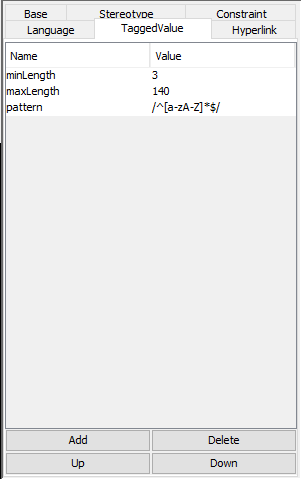 Base Stereotype Constraint
Language TaggedValue Hyperlink
Name Value
minLength 3
maxLength 140
pattern /^[a-zA-Z]*$/
Add Delete
Up Down